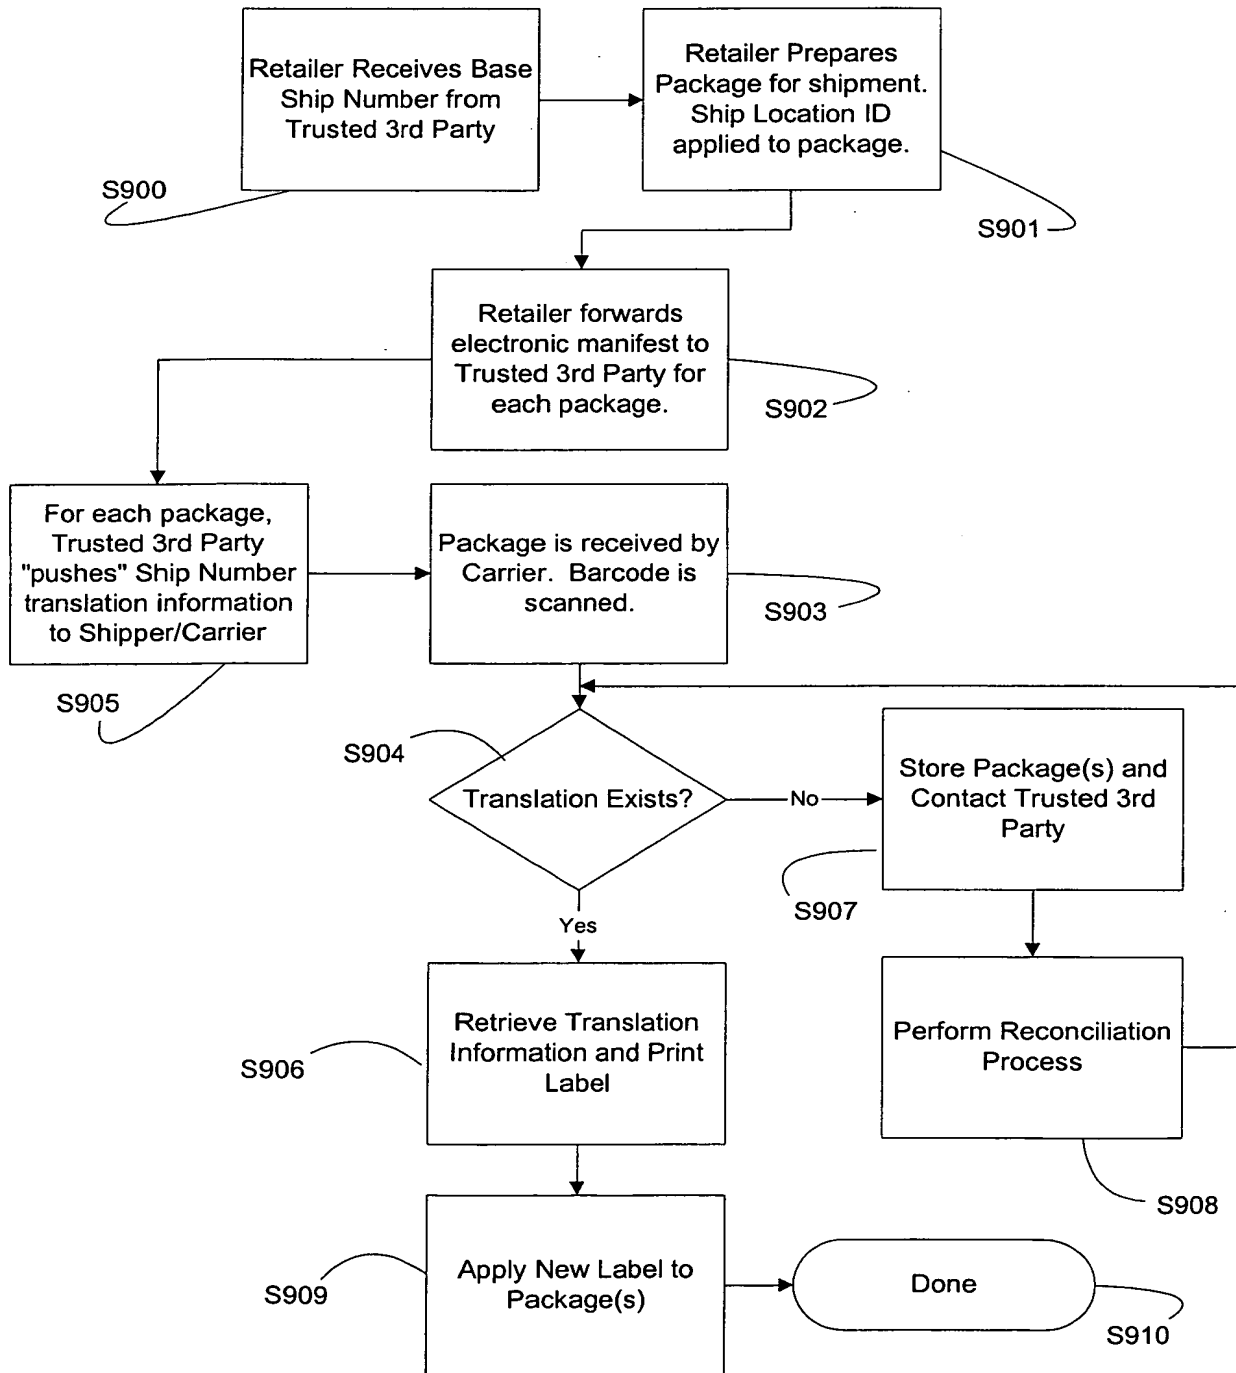 Retailer Receives Base
Ship Number from
Trusted 3rd Party
Retailer Prepares
Package for shipment.
Ship Location ID
applied to package.
S900
S901
Retailer forwards
electronic manifest to
Trusted 3rd Party for
each package.
S902
For each package,
Trusted 3rd Party
"pushes" Ship Number
translation information
to Shipper/Carrier
Package is received by
Carrier. Barcode is
scanned.
S903
S905
S904
Translation Exists?
No
Store Package(s) and
Contact Trusted 3rd
Party
S907
Yes
Retrieve Translation
Information and Print
Label
S906
Perform Reconciliation
Process
S908
Apply New Label to
Package(s)
S909
Done
S910